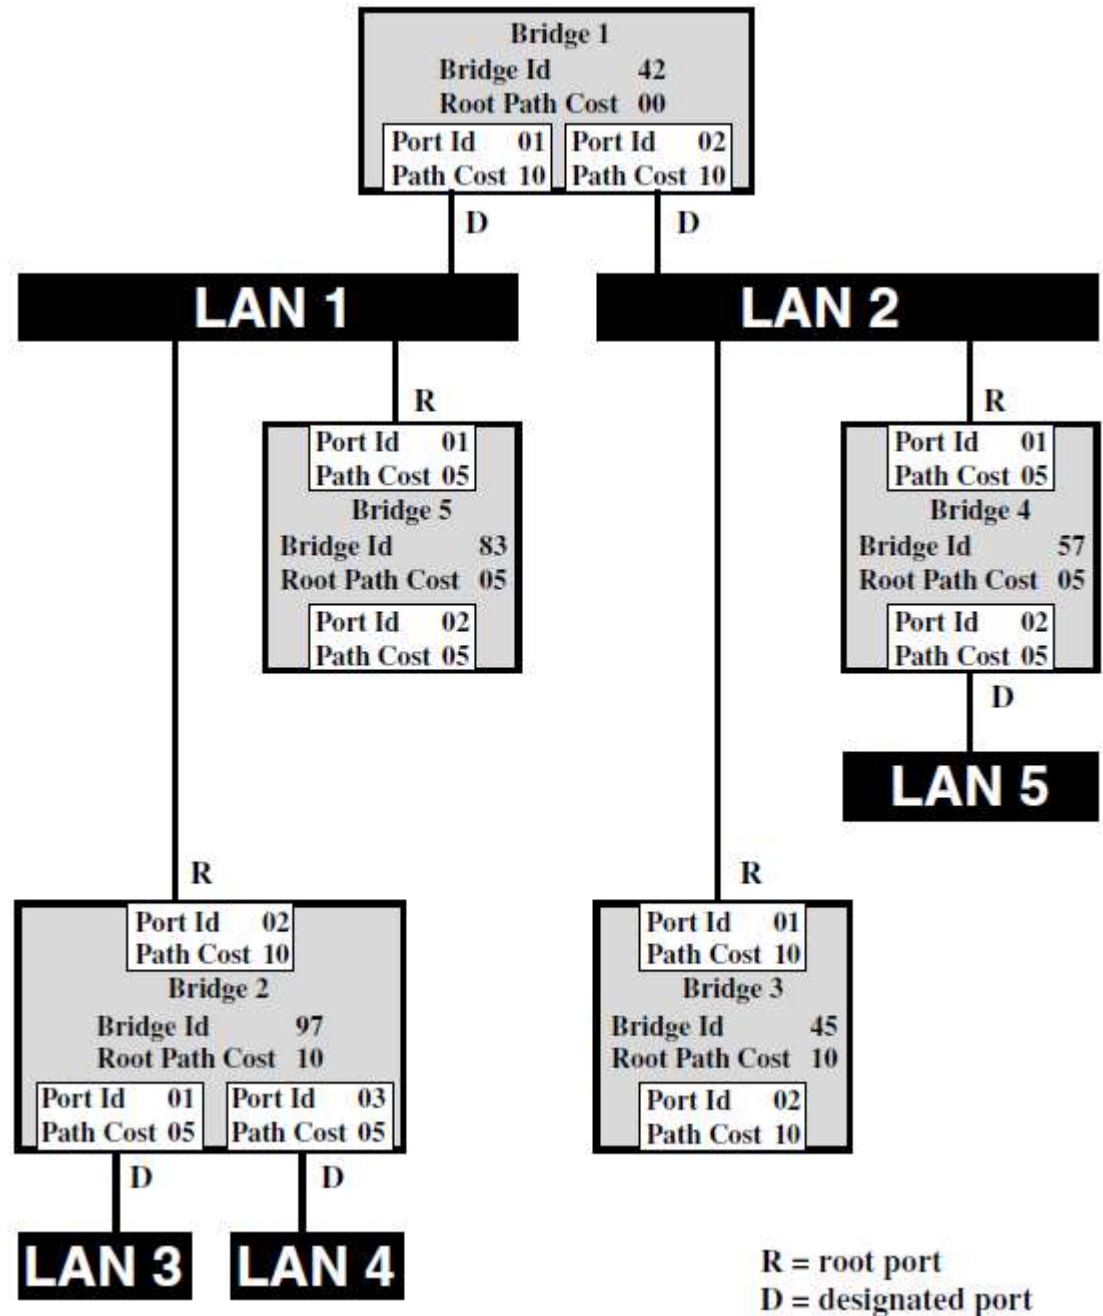 Bridge 1
Bridge Id 42
Root Path Cost 00
Port Id 01
Path Cost 10
Port Id 02
Path Cost 10
D
D
LAN 1
LAN 2
R
Port Id 01
Path Cost 05
Bridge 5
Bridge Id 83
Root Path Cost 05
Port Id 02
Path Cost 05
R
Port Id 01
Path Cost 05
Bridge 4
Bridge Id 57
Root Path Cost 05
Port Id 02
Path Cost 05
D
LAN 5
R
Port Id 02
Path Cost 10
Bridge 2
Bridge Id 97
Root Path Cost 10
Port Id 01
Path Cost 05
Port Id 03
Path Cost 05
D
D
LAN 3
LAN 4
R
Port Id 01
Path Cost 10
Bridge 3
Bridge Id 45
Root Path Cost 10
Port Id 02
Path Cost 10
R = root port
D = designated port